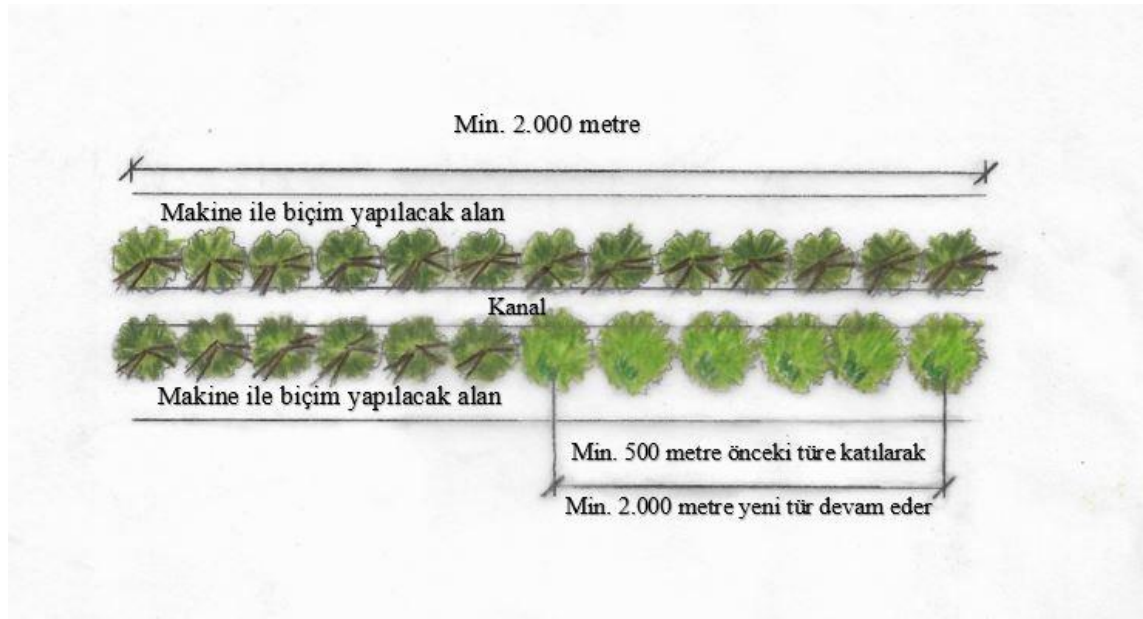 Min. 2.000 metre
Makine ile biçim yapılacak alan
Kanal
Makine ile biçim yapılacak alan
Min. 500 metre önceki türe katılarak
Min. 2.000 metre yeni tür devam eder